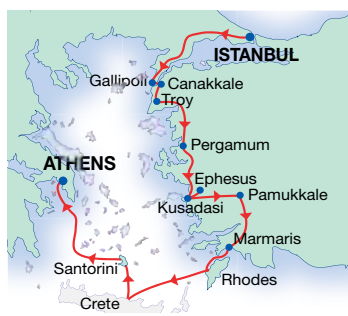 ISTANBUL
Gallipoli
Canakkale
Troy
Pergamum
ATHENS
Ephesus
Kusadasi
Pamukkale
Marmaris
Santorini
Rhodes
Crete